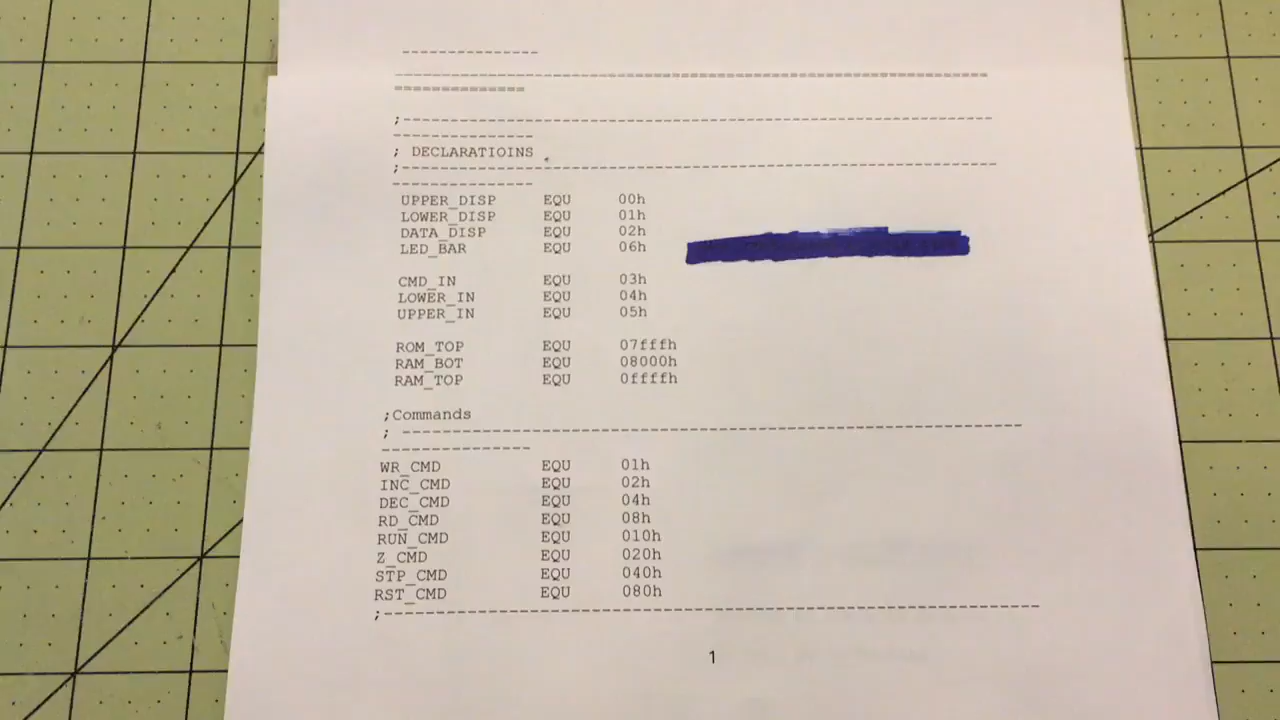 ---------------
===============================================================
==============
;---------------------------------------------------------------
---------------
; DECLARATIOINS
;---------------------------------------------------------------
---------------
UPPER_DISP EQU 00h
LOWER_DISP EQU 01h
DATA_DISP EQU 02h
LED_BAR EQU 06h
CMD_IN EQU 03h
LOWER_IN EQU 04h
UPPER_IN EQU 05h
ROM_TOP EQU 07fffh
RAM_BOT EQU 08000h
RAM_TOP EQU 0ffffh
;Commands
; ---------------------------------------------------------------
---------------
WR_CMD EQU 01h
INC_CMD EQU 02h
DEC_CMD EQU 04h
RD_CMD EQU 08h
RUN_CMD EQU 010h
Z_CMD EQU 020h
STP_CMD EQU 040h
RST_CMD EQU 080h
;---------------------------------------------------------------
1